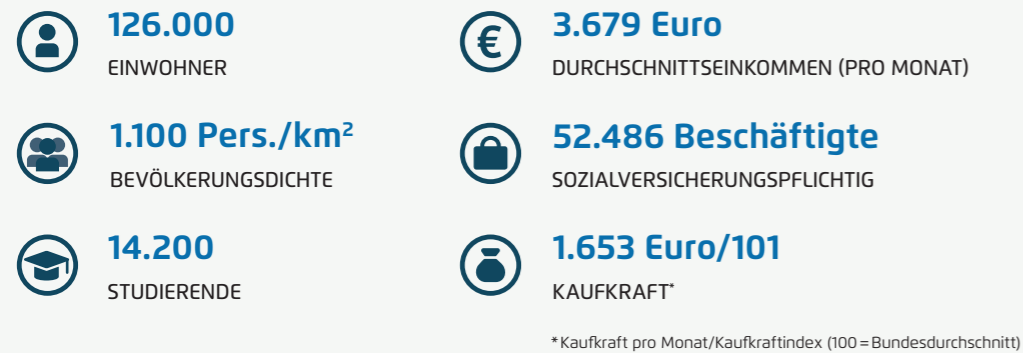 126.000
EINWOHNER
1.100 Pers./km²
BEVÖLKERUNGSDICHTE
14.200
STUDIERENDE
3.679 Euro
DURCHSCHNITTSEINKOMMEN (PRO MONAT)
52.486 Beschäftigte
SOZIALVERSICHERUNGSPFLICHTIG
1.653 Euro/101
KAUFKRAFT*
*Kaufkraft pro Monat/Kaufkraftindex (100=Bundesdurchschnitt)